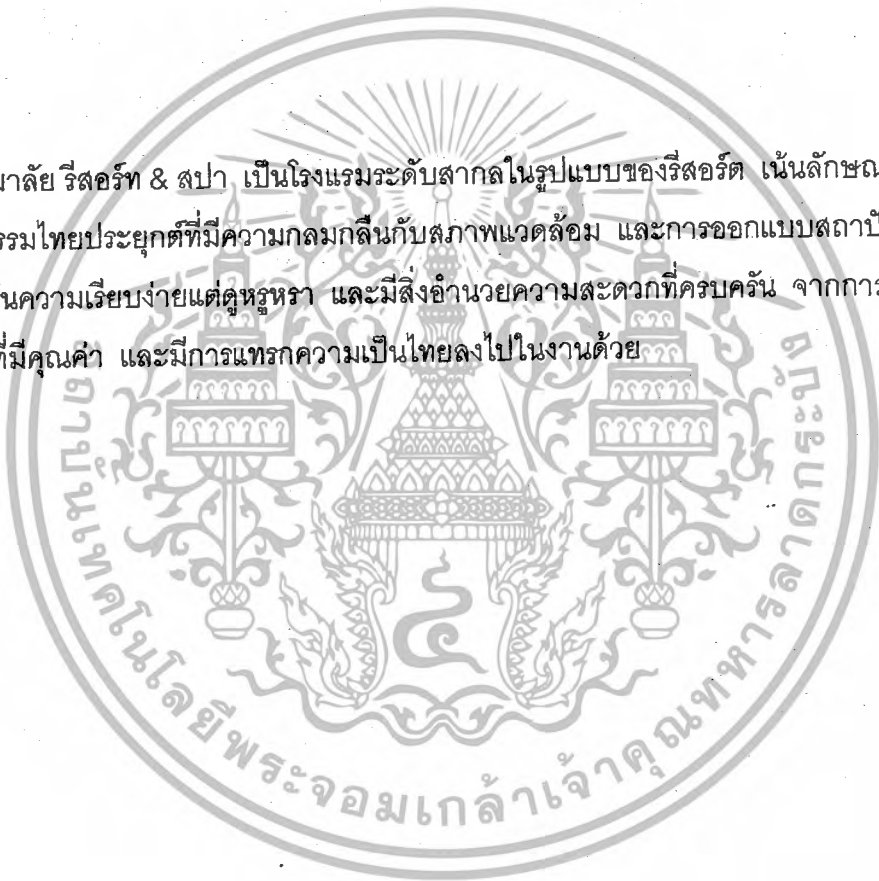 มาลัย รีสอร์ท & สปา เป็นโรงแรมระดับสากลในรูปแบบของรีสอร์ต เน้นลักษณ
รรมไทยประยุกต์ที่มีความกลมกลืนกับสภาพแวดล้อม และการออกแบบสถาปั
นความเรียบง่ายแต่ดูหรูหรา และมีสิ่งอำนวยความสะดวกที่ครบครัน จากการ
ที่มีคุณค่า และมีการแทรกความเป็นไทยลงไปในงานด้วย
๔
สถาบันเทคโนโลยีพระจอมเกล้าเจ้าคุณทหารลาดกระบัง